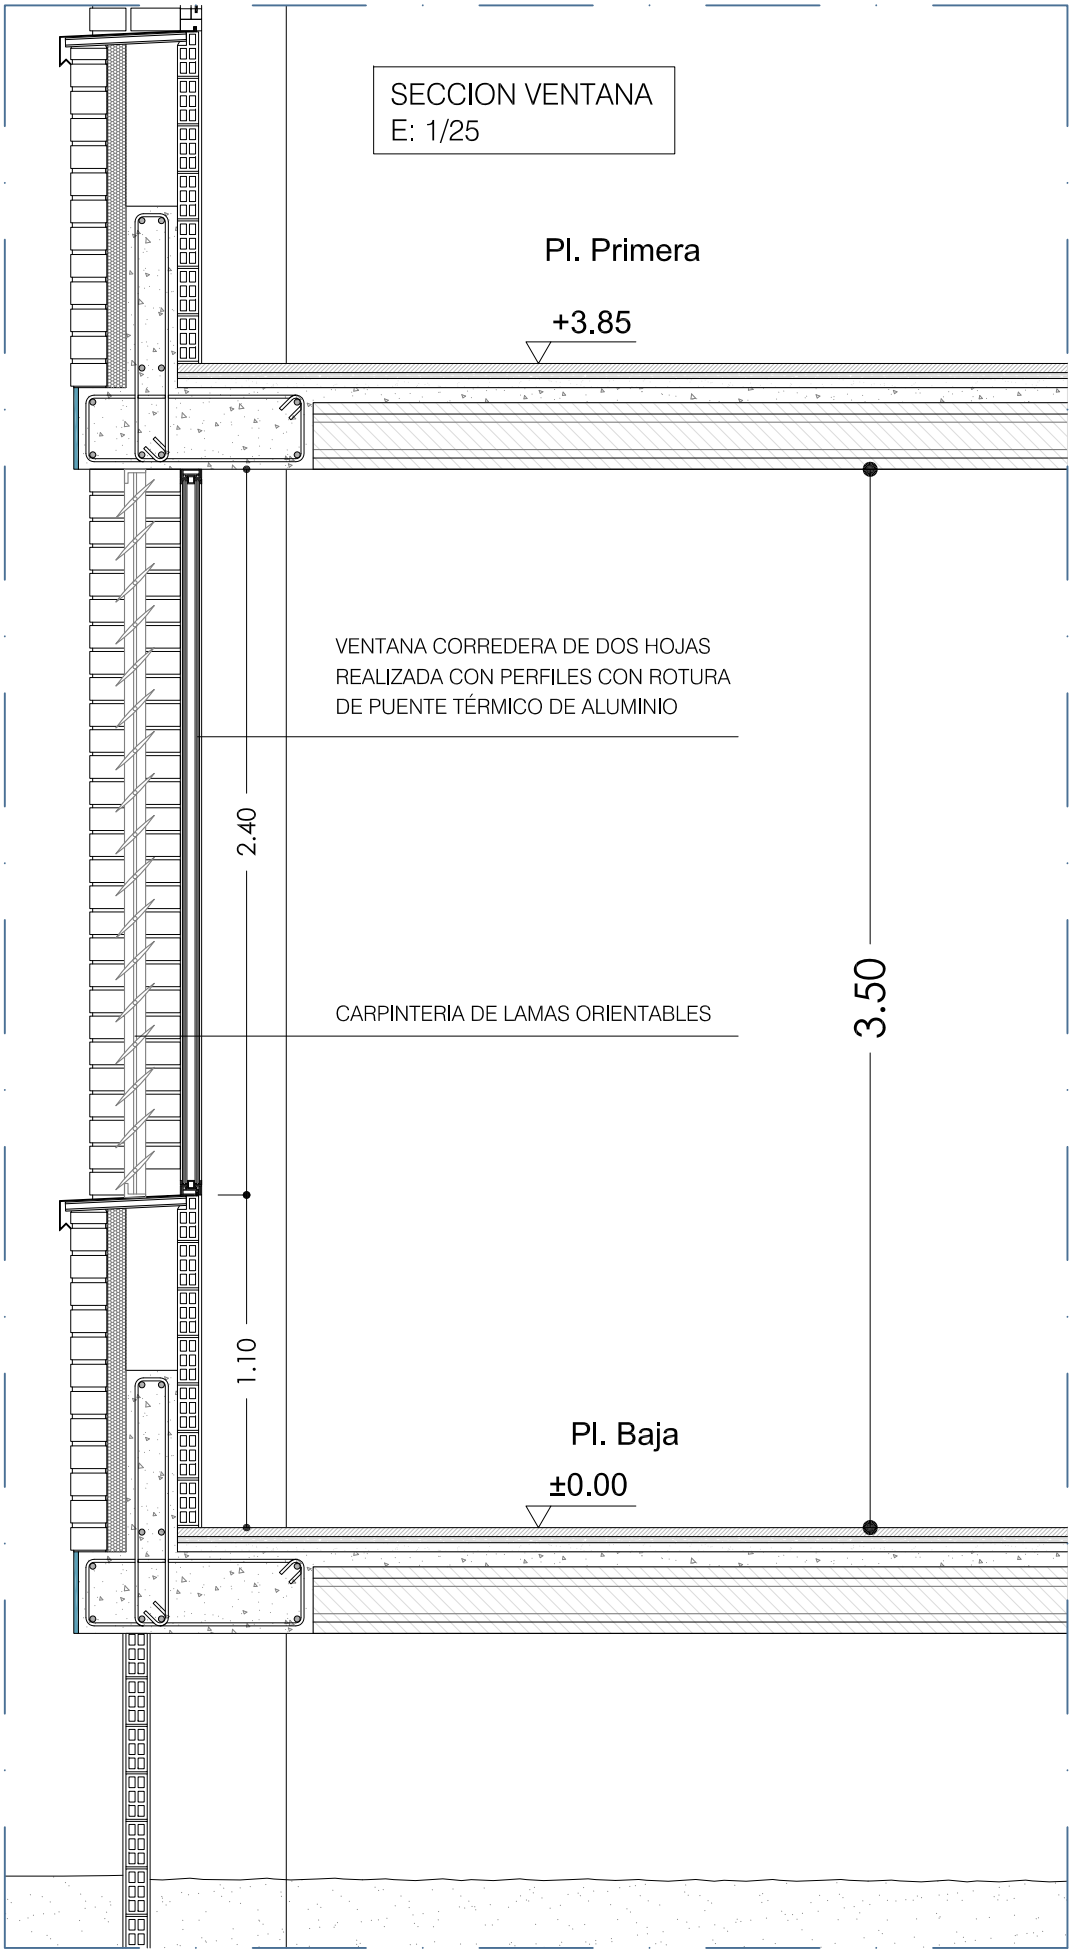 SECCION VENTANA
E: 1/25
Pl. Primera
+3.85
VENTANA CORREDERA DE DOS HOJAS
REALIZADA CON PERFILES CON ROTURA
DE PUENTE TÉRMICO DE ALUMINIO
2.40
3.50
CARPINTERIA DE LAMAS ORIENTABLES
1.10
Pl. Baja
±0.00